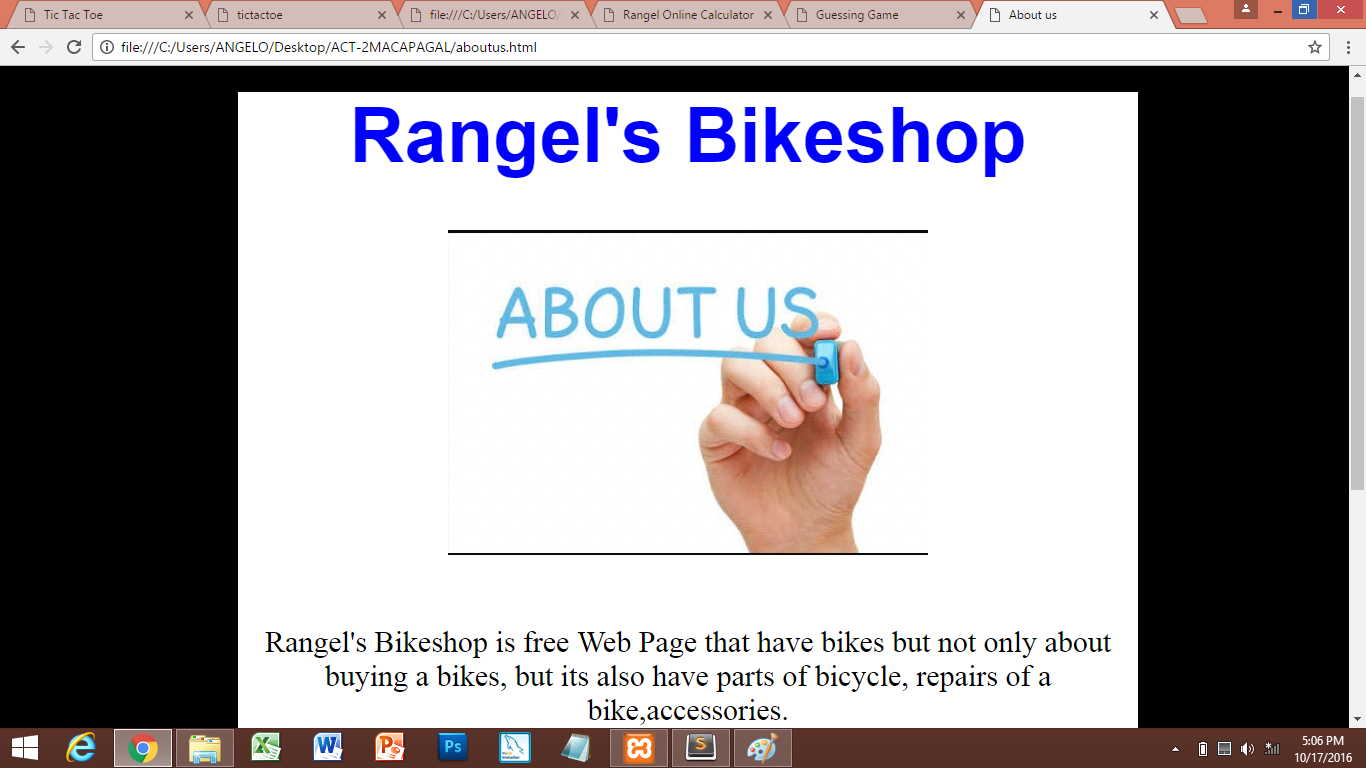 Tic Tac Toe
tictactoe
file:///C:/Users/ANGELO/
Rangel Online Calculator
Guessing Game
About us
file:///C:/Users/ANGELO/Desktop/ACT-2MACAPAGAL/aboutus.html
Rangel's Bikeshop
ABOUT US
Rangel's Bikeshop is free Web Page that have bikes but not only about
buying a bikes, but its also have parts of bicycle, repairs of a
bike,accessories.
Ps
5:06 PM
10/17/2016